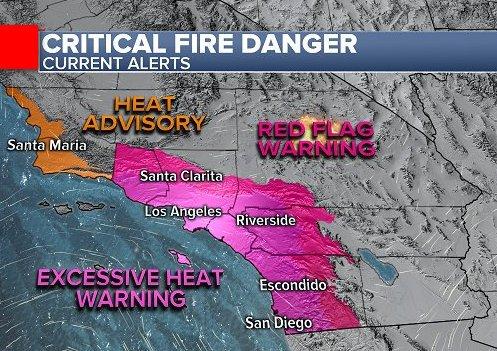 CRITICAL FIRE DANGER
CURRENT ALERTS
HEAT
ADVISORY
RED FLAG
WARNING
Santa Maria
Santa Clarita
Los Angeles
Riverside
EXCESSIVE HEAT
WARNING
Escondido
San Diego